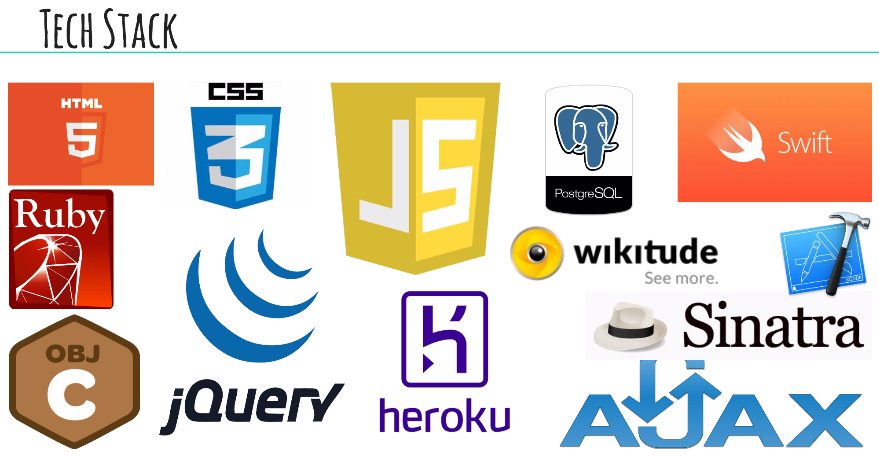 Tech Stack
HTML
5
CSS
3
JS
PostgreSQL
Swift
Ruby
wikitude
See more.
Sinatra
OBJ
C
jQuery
heroku
AJAX